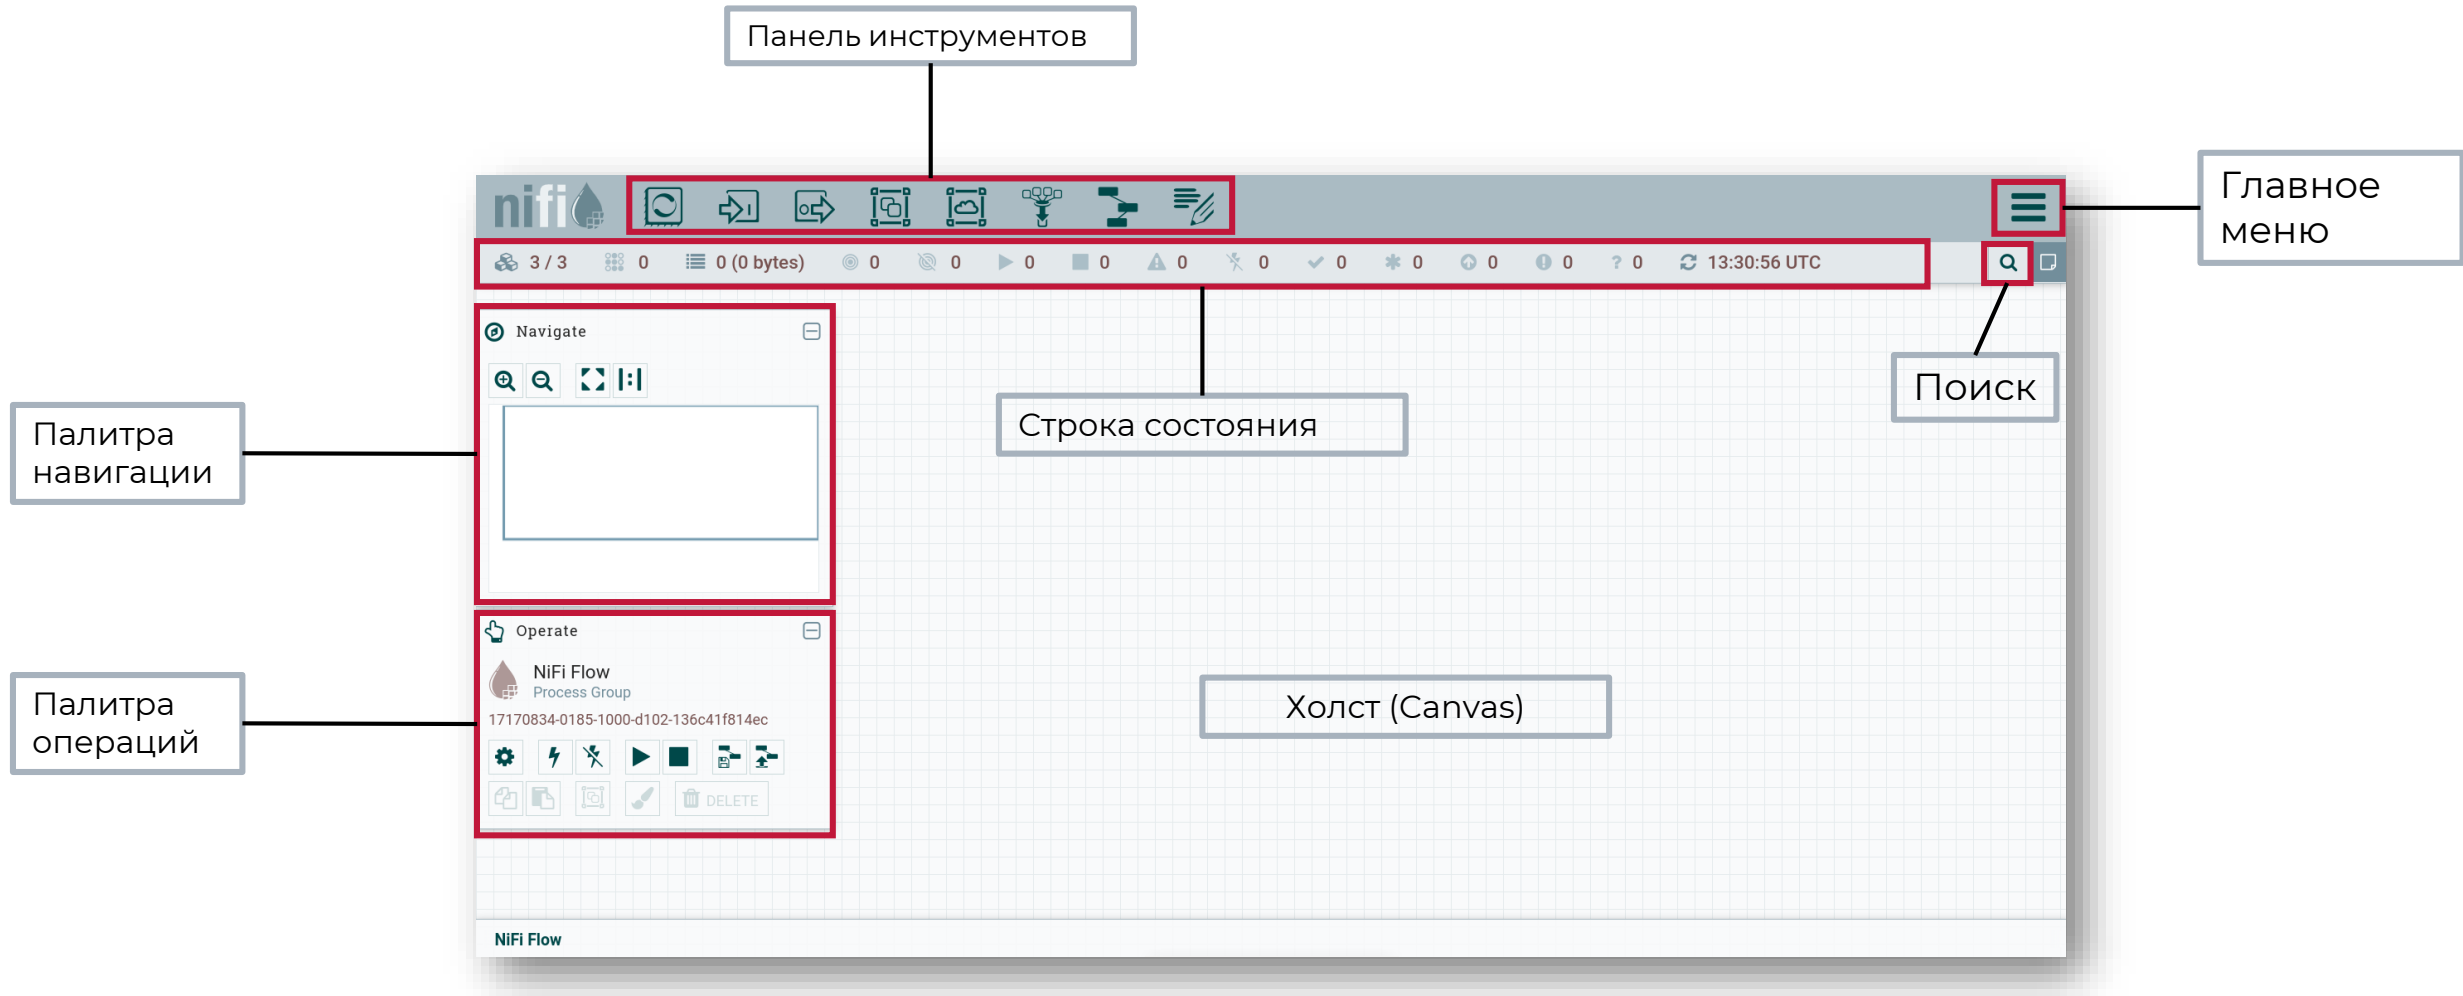 Панель инструментов
Главное
меню
nifi
3 / 3 0 0 (0 bytes) 0 0 0 0 0 0 0 0 0 0 ? 0 13:30:56 UTC
Navigate
Поиск
Строка состояния
Палитра
навигации
Operate
NiFi Flow
Process Group
17170834-0185-1000-d102-136c41f814ec
Палитра
операций
Холст (Canvas)
DELETE
NiFi Flow